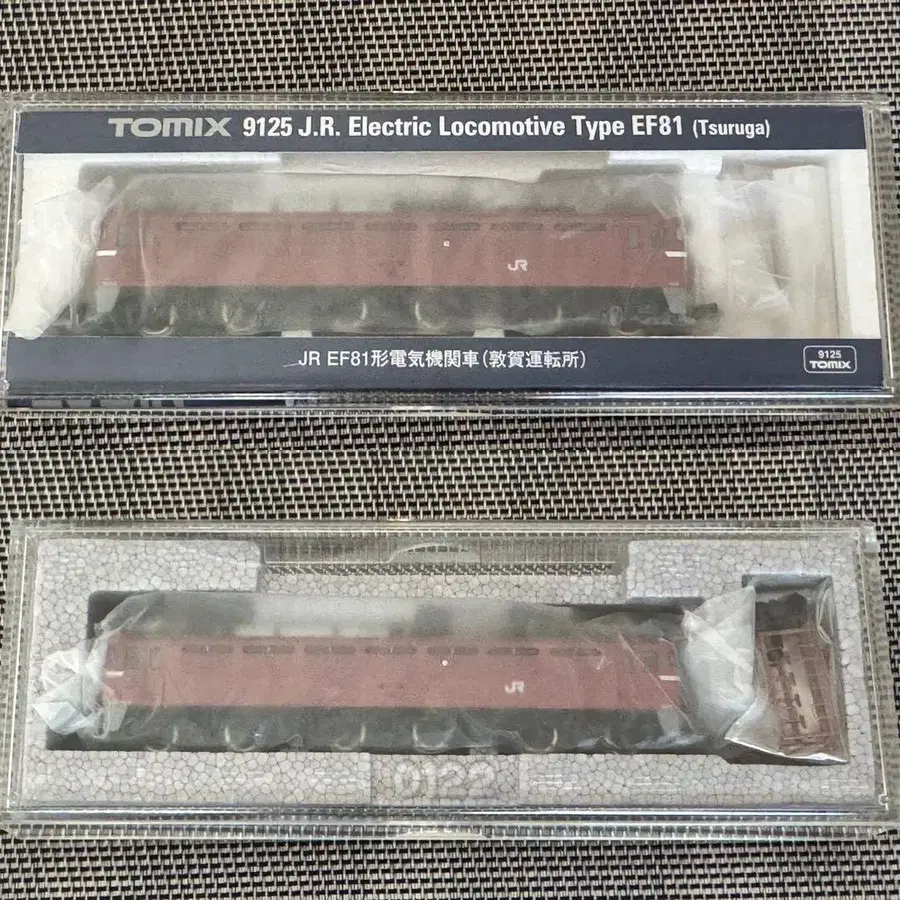 TOMIX 9125 J.R. Electric Locomotive Type EF81 (Tsuruga)
JR
JR EF81形電気機関車(敦賀運転所)
9125
TOMIX
JR